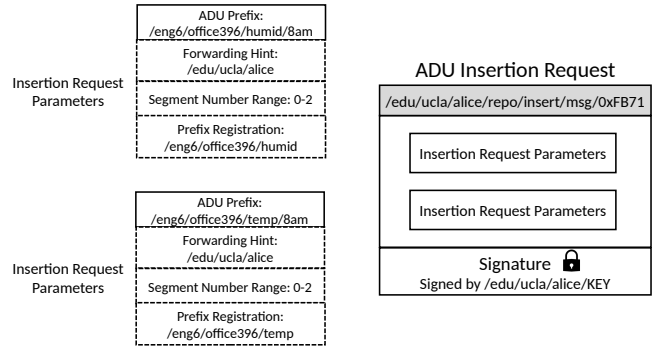 ADU Prefix:
/eng6/office396/humid/8am
Forwarding Hint:
/edu/ucla/alice
Insertion Request
Parameters
Segment Number Range: 0-2
Prefix Registration:
/eng6/office396/humid
ADU Prefix:
/eng6/office396/temp/8am
Forwarding Hint:
/edu/ucla/alice
Insertion Request
Parameters
Segment Number Range: 0-2
Prefix Registration:
/eng6/office396/temp
ADU Insertion Request
/edu/ucla/alice/repo/insert/msg/0xFB71
Insertion Request Parameters
Insertion Request Parameters
Signature
Signed by /edu/ucla/alice/KEY